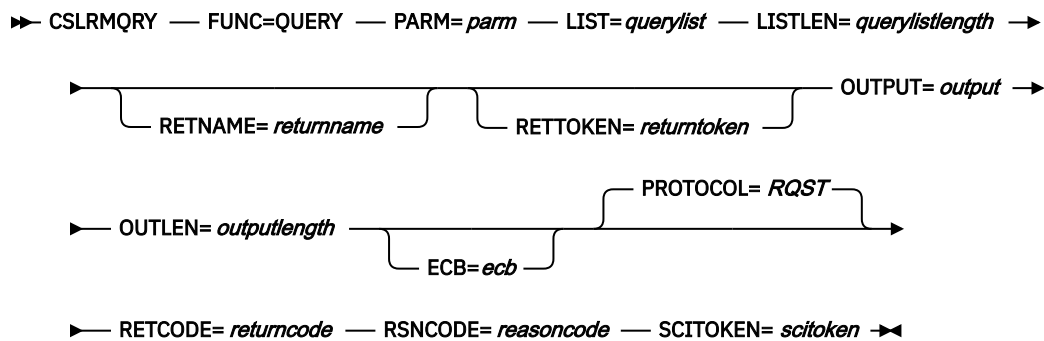 CSLRMQRY FUNC=QUERY PARM= parm LIST= querylist LISTLEN= querylistlength
RETNAME= returnname RETTOKEN= returntoken OUTPUT= output
PROTOCOL= RQST
OUTLEN= outputlength
ECB= ecb
RETCODE= returncode RSNCODE= reasoncode SCITOKEN= scitoken